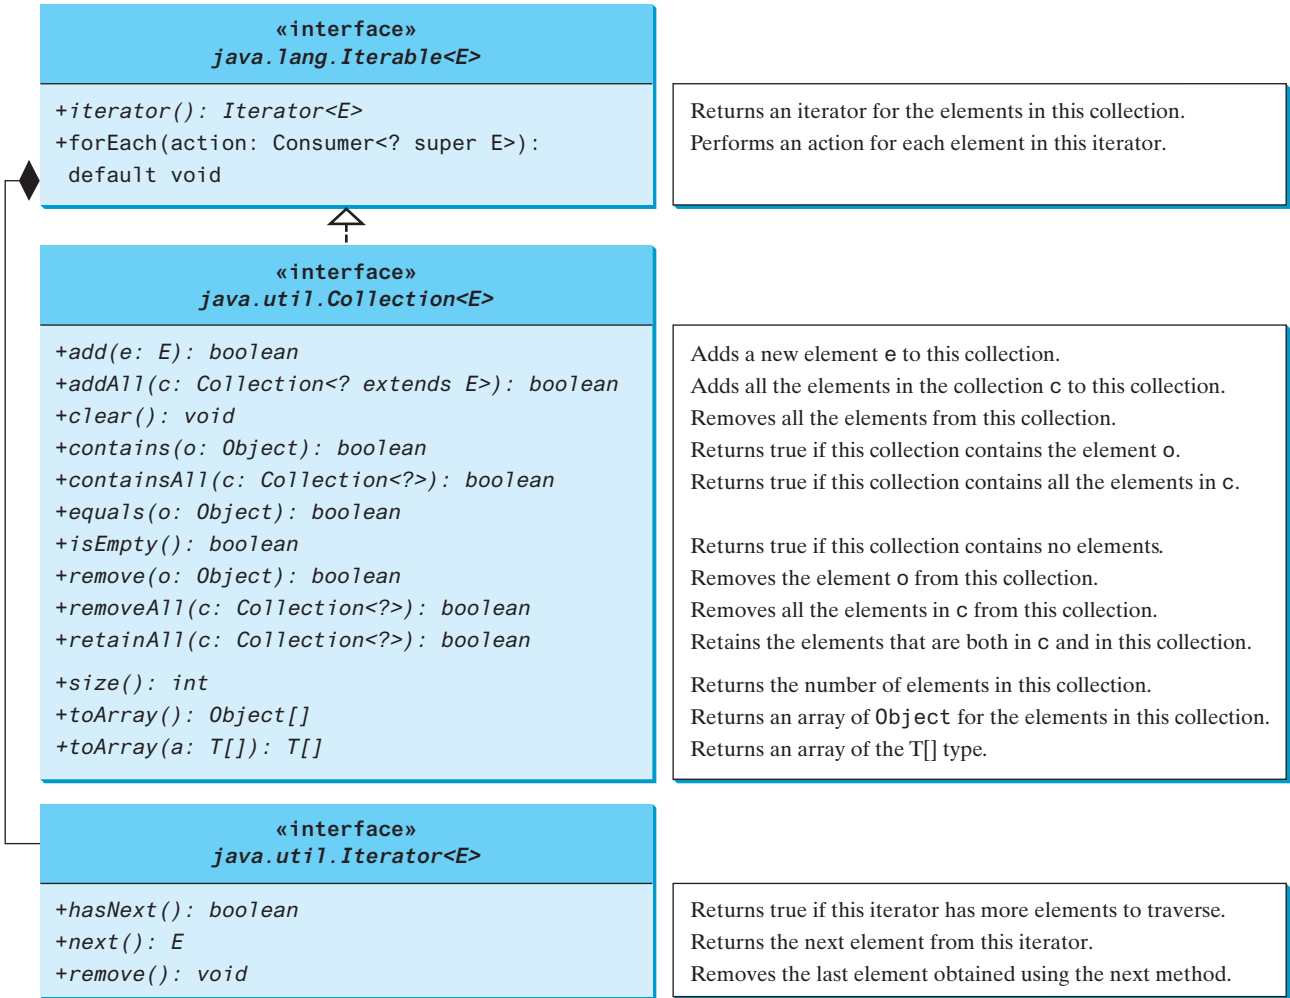 «interface»
java.lang.Iterable<E>
+iterator(): Iterator<E>
+forEach(action: Consumer<? super E>):
default void
Returns an iterator for the elements in this collection.
Performs an action for each element in this iterator.
«interface»
java.util.Collection<E>
+add(e: E): boolean
+addAll(c: Collection<? extends E>): boolean
+clear(): void
+contains(o: Object): boolean
+containsAll(c: Collection<?>): boolean
+equals(o: Object): boolean
+isEmpty(): boolean
+remove(o: Object): boolean
+removeAll(c: Collection<?>): boolean
+retainAll(c: Collection<?>): boolean
+size(): int
+toArray(): Object[]
+toArray(a: T[]): T[]
Adds a new element e to this collection.
Adds all the elements in the collection c to this collection.
Removes all the elements from this collection.
Returns true if this collection contains the element o.
Returns true if this collection contains all the elements in c.
Returns true if this collection contains no elements.
Removes the element o from this collection.
Removes all the elements in c from this collection.
Retains the elements that are both in c and in this collection.
Returns the number of elements in this collection.
Returns an array of Object for the elements in this collection.
Returns an array of the T[] type.
«interface»
java.util.Iterator<E>
+hasNext(): boolean
+next(): E
+remove(): void
Returns true if this iterator has more elements to traverse.
Returns the next element from this iterator.
Removes the last element obtained using the next method.